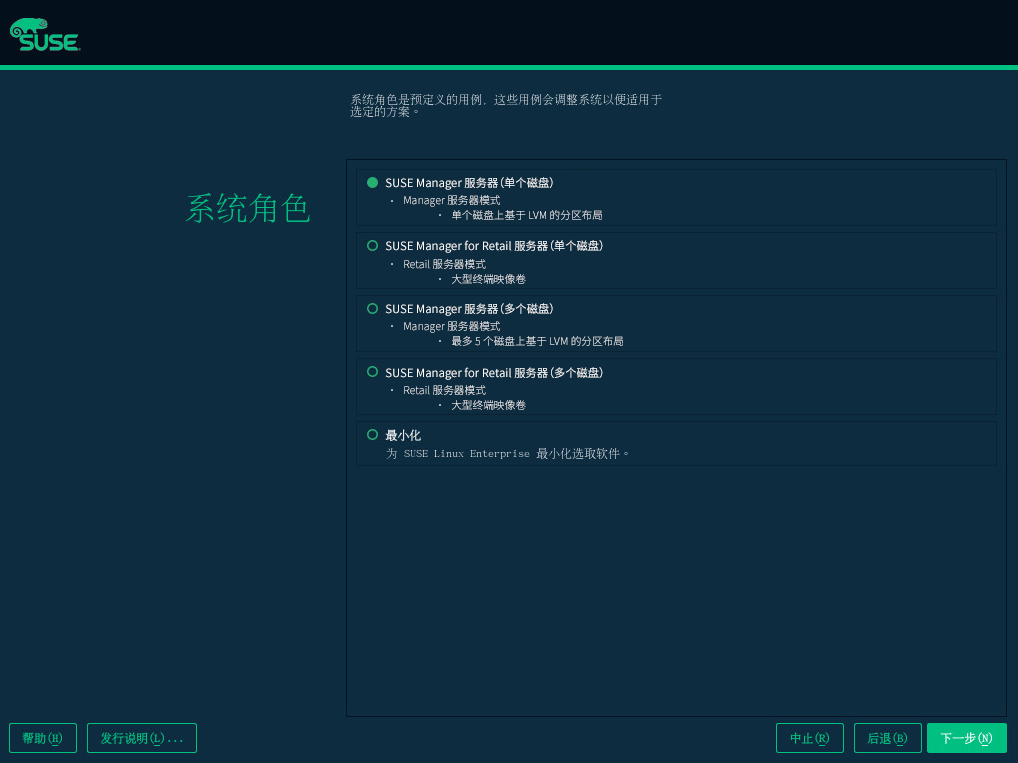 SUSE
系统角色是预定义的用例，这些用例会调整系统以便适用于
选定的方案。
系统角色
SUSE Manager 服务器(单个磁盘)
· Manager 服务器模式
· 单个磁盘上基于 LVM 的分区布局
SUSE Manager for Retail 服务器(单个磁盘)
· Retail 服务器模式
· 大型终端映像卷
SUSE Manager 服务器(多个磁盘)
· Manager 服务器模式
· 最多 5 个磁盘上基于 LVM 的分区布局
SUSE Manager for Retail 服务器(多个磁盘)
· Retail 服务器模式
· 大型终端映像卷
最小化
为 SUSE Linux Enterprise 最小化选取软件。
帮助(H)
发行说明(L)...
中止(R)
后退(B)
下一步(N)